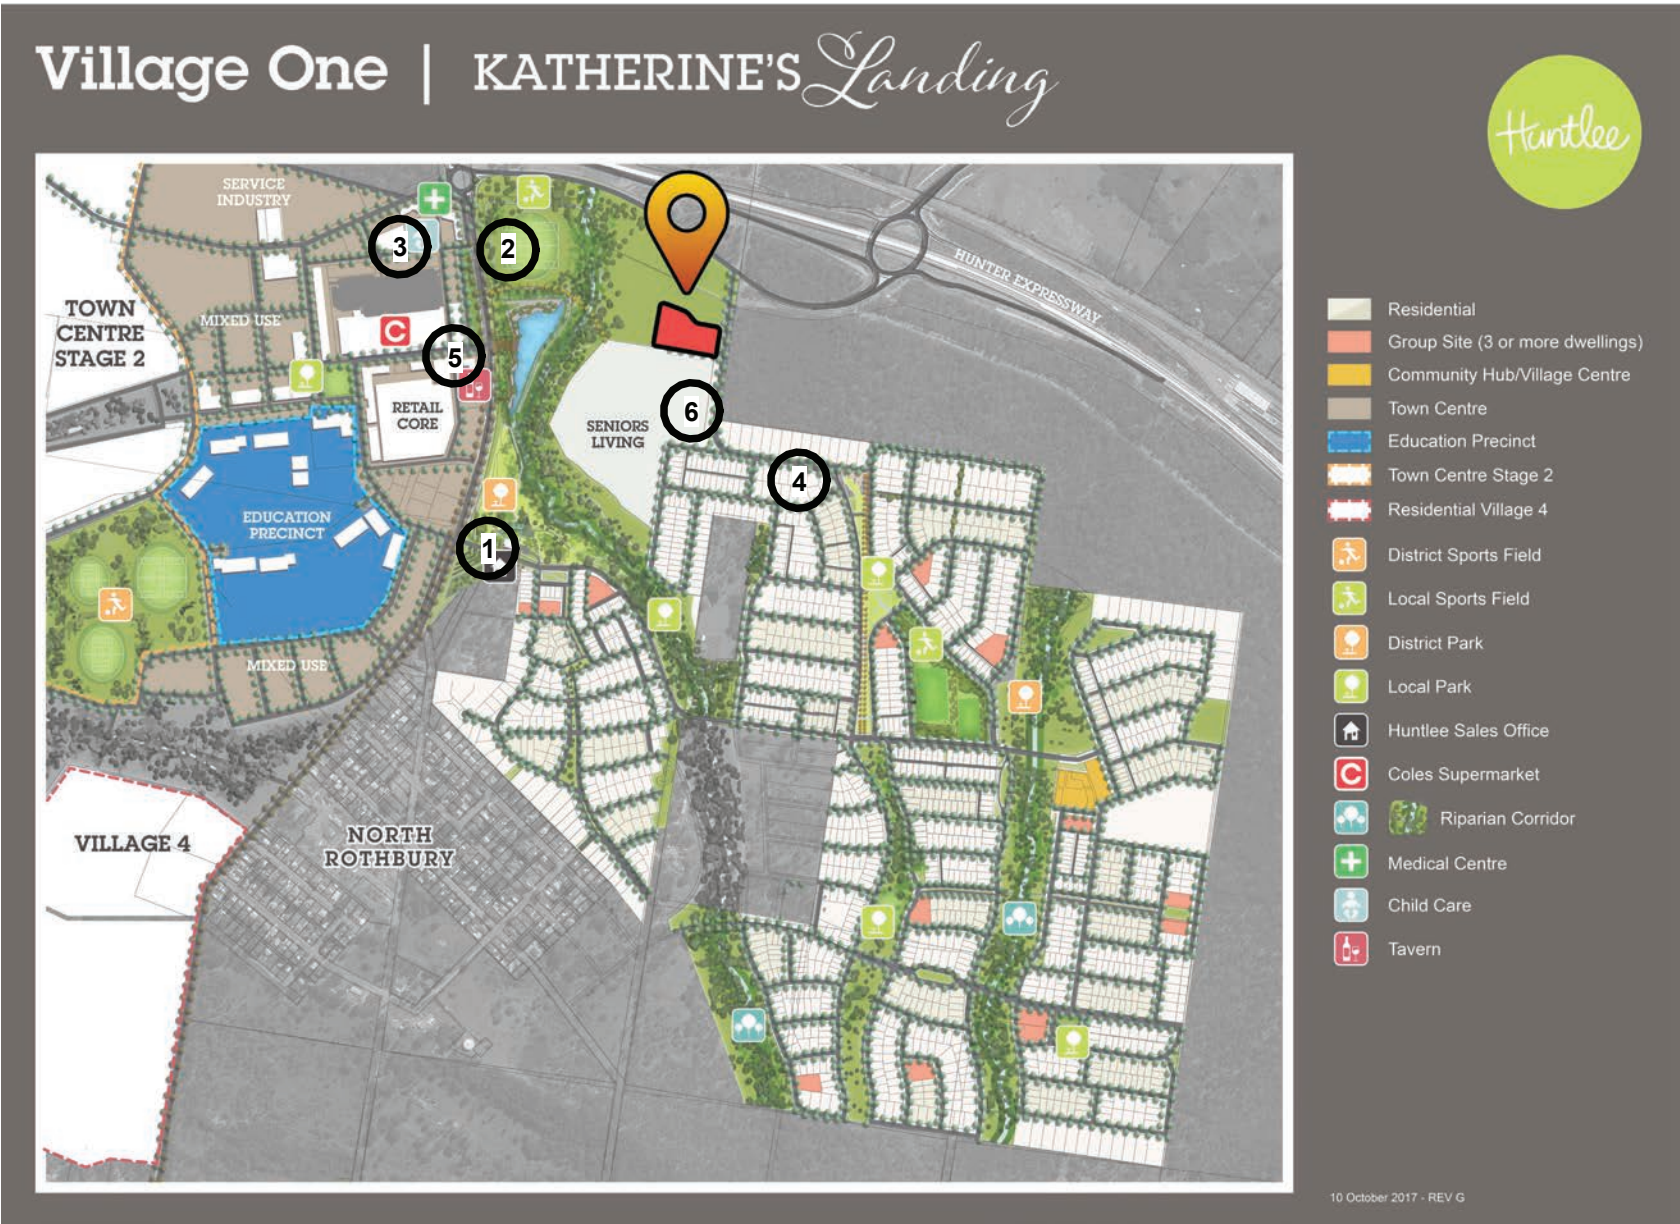 Village One | KATHERINE'S Landing
Huntlee
SERVICE
INDUSTRY
3
2
HUNTER EXPRESSWAY
TOWN
CENTRE
STAGE 2
MIXED USE
C
5
RETAIL
CORE
6
SENIORS
LIVING
4
EDUCATION
PRECINCT
1
MIXED USE
VILLAGE 4
NORTH
ROTHBURY
Residential
Group Site (3 or more dwellings)
Community Hub/Village Centre
Town Centre
Education Precinct
Town Centre Stage 2
Residential Village 4
District Sports Field
Local Sports Field
District Park
Local Park
Huntlee Sales Office
C Coles Supermarket
Riparian Corridor
Medical Centre
Child Care
Tavern
10 October 2017 - REV G